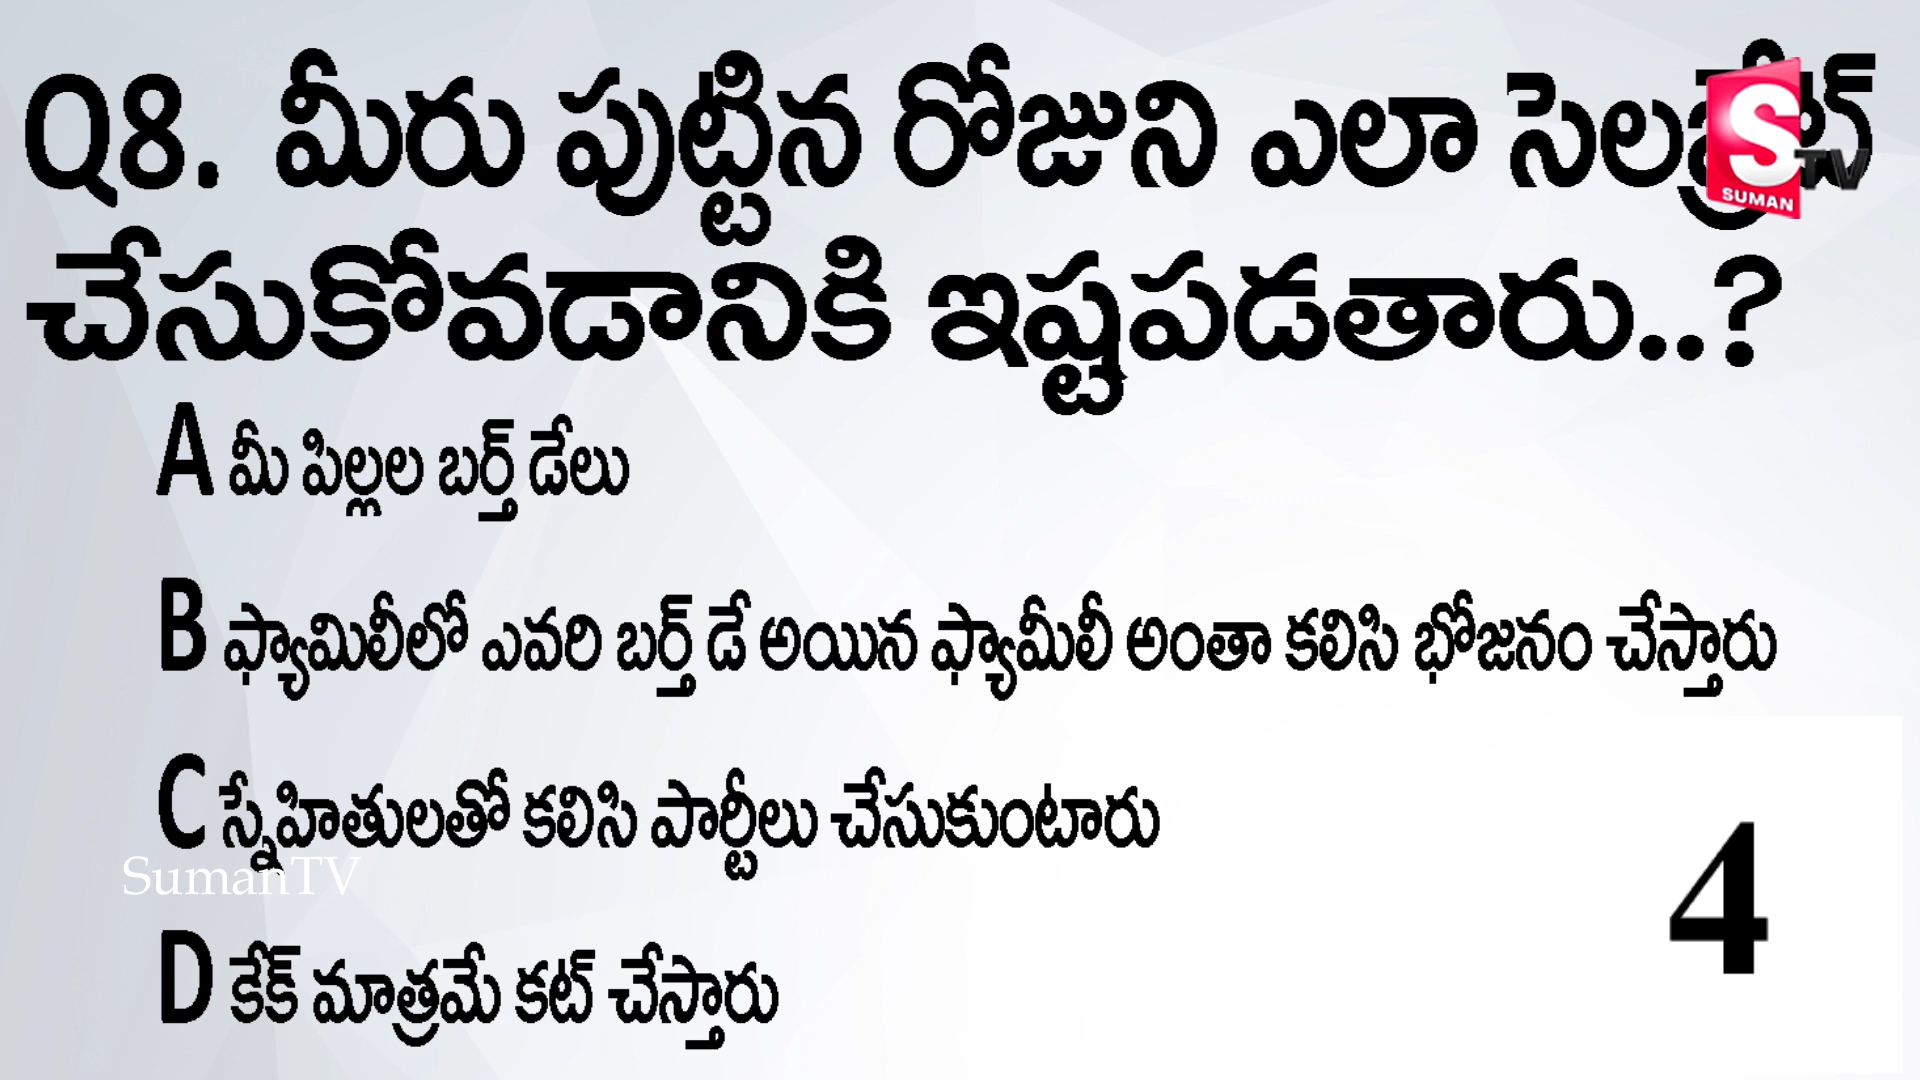 Q8. మీరు పుట్టిన రోజుని ఎలా
చేసుకోవడానికి ఇష్టపడతారు..?
S TV
SUMAN
A మీ పిల్లల బర్త్ డేలు
B ఫ్యామిలీలో ఎవరి బర్త్ డే అయిన ఫ్యామీలీ అంతా కలిసి భోజనం చేస్తారు
C స్నేహితులతో కలిసి పార్టీలు చేసుకుంటారు
SumanTV
4
D కేక్ మాత్రమే కట్ చేస్తారు